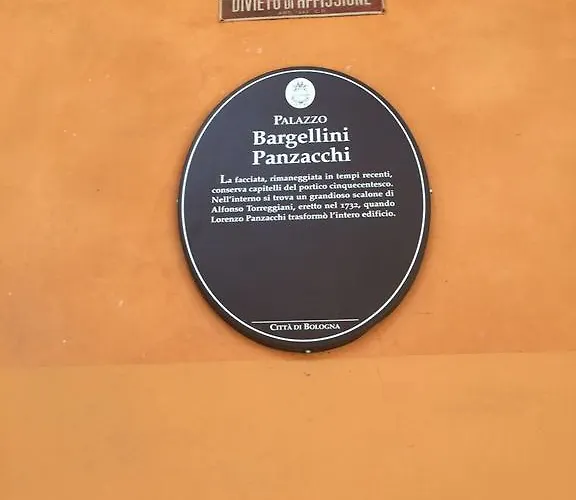 DIVIETO DI AFFISSIONE
PALAZZO
Bargellini
Panzacchi
La facciata, rimaneggiata in tempi recenti,
conserva capitelli del portico cinquecentesco.
Nell'interno si trova un grandioso scalone di
Alfonso Torreggiani, eretto nel 1732, quando
Lorenzo Panzacchi trasformò l'intero edificio.
CITTÀ DI BOLOGNA